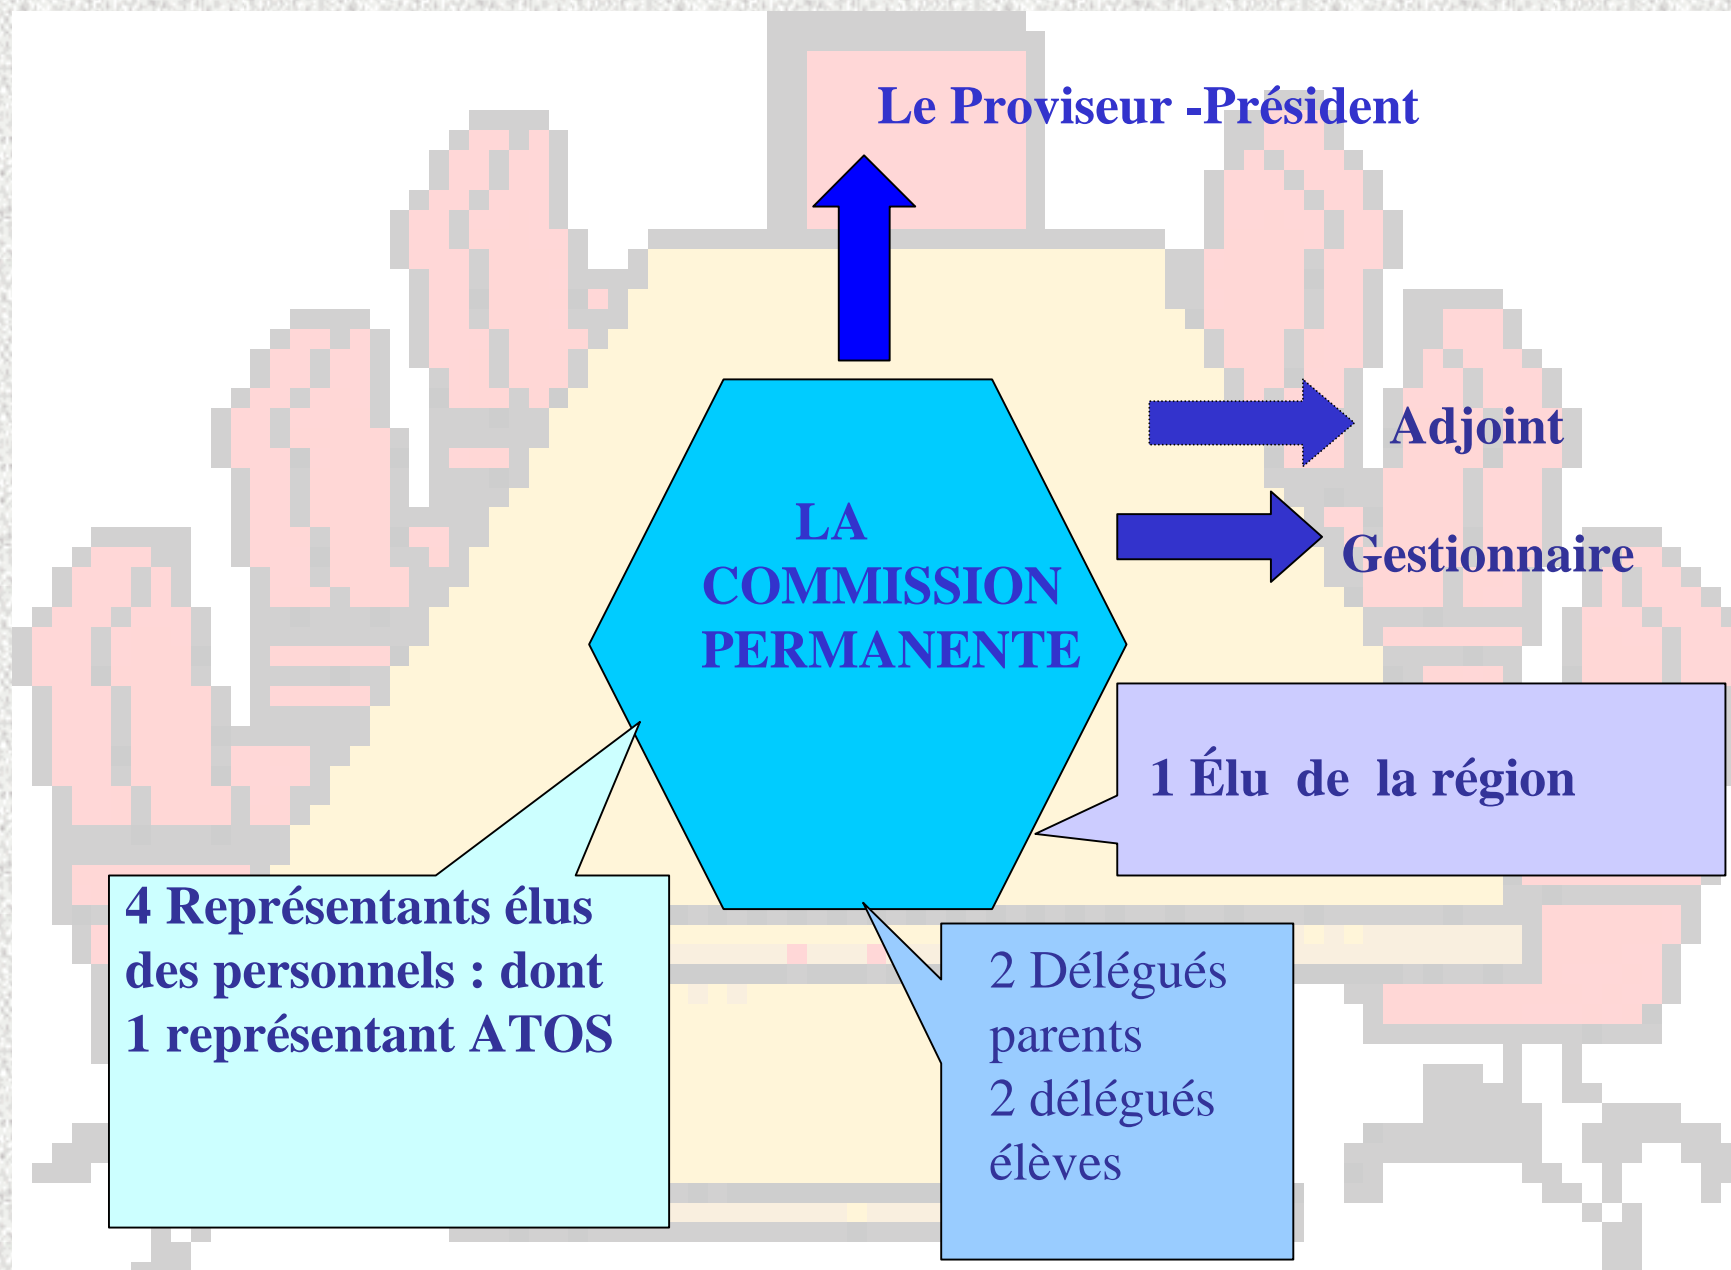 Le Proviseur -Président
Adjoint
Gestionnaire
LA
COMMISSION
PERMANENTE
1 Élu de la région
4 Représentants élus
des personnels : dont
1 représentant ATOS
2 Délégués
parents
2 délégués
élèves